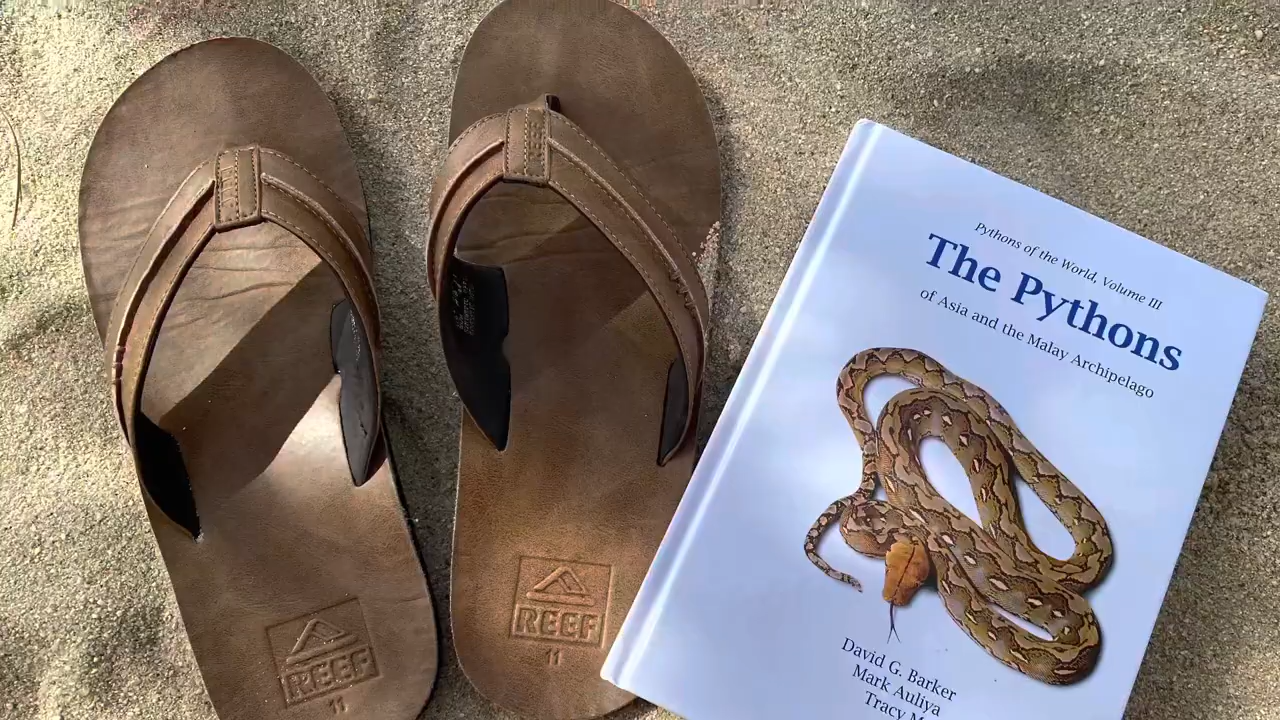 REEF
11
REEF
11
Pythons of the World, Volume III
The Pythons
of Asia and the Malay Archipelago
David G. Barker
Mark Auliya
Tracy M